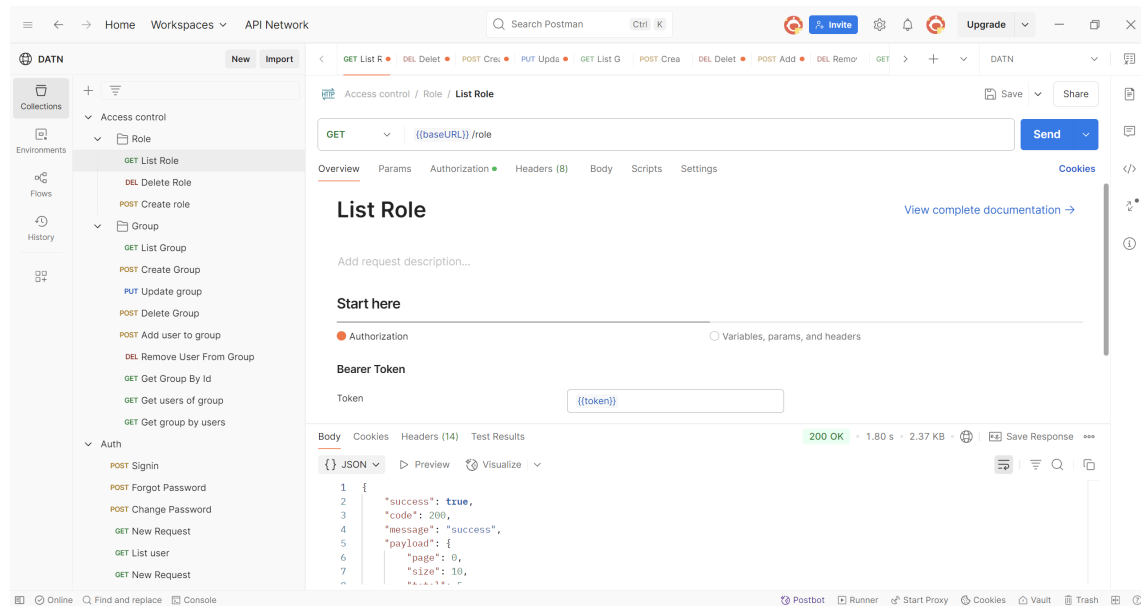 Home Workspaces API Network Search Postman Ctrl K Invite Upgrade
DATN New Import
GET List R DEL Delet POST Crea PUT Upda GET List G POST Crea DEL Delet POST Add DEL Remov GET DATN
Collections
Environments
Flows
History
Access control
Role
GET List Role
DEL Delete Role
POST Create role
Group
GET List Group
POST Create Group
PUT Update group
POST Delete Group
POST Add user to group
DEL Remove User From Group
GET Get Group By Id
GET Get users of group
GET Get group by users
Auth
POST Signin
POST Forgot Password
POST Change Password
GET New Request
GET List user
GET New Request
HTTP Access control / Role / List Role Save Share
GET {{baseURL}} /role Send
Overview Params Authorization Headers (8) Body Scripts Settings Cookies
List Role View complete documentation →
Add request description...
Start here
Authorization Variables, params, and headers
Bearer Token
Token {{token}}
Body Cookies Headers (14) Test Results 200 OK 1.80 s 2.37 KB Save Response
{} JSON Preview Visualize
1 {
2 "success": true,
3 "code": 200,
4 "message": "success",
5 "payload": {
6 "page": 0,
7 "size": 10,
Online Find and replace Console Postbot Runner Start Proxy Cookies Vault Trash